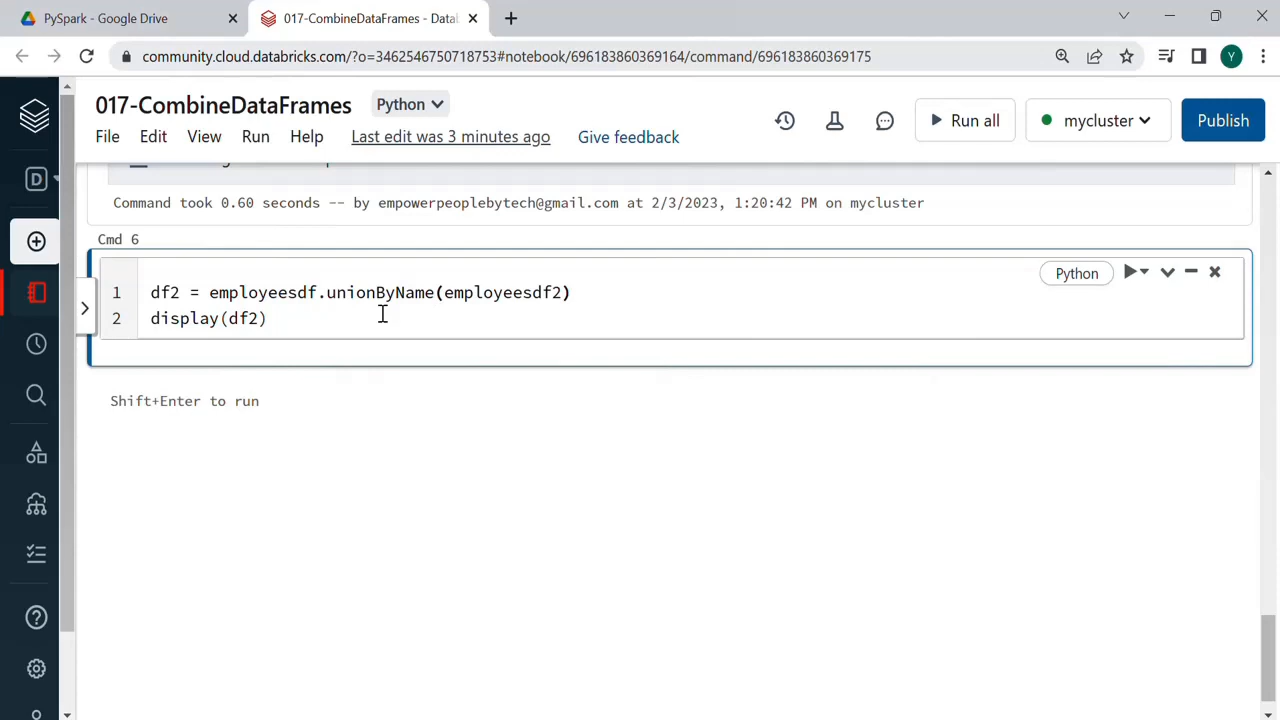 PySpark - Google Drive
017-CombineDataFrames - Datab
community.cloud.databricks.com/?o=3462546750718753#notebook/696183860369164/command/696183860369175
Y
017-CombineDataFrames
Python
File Edit View Run Help Last edit was 3 minutes ago Give feedback
Run all
mycluster
Publish
D
Command took 0.60 seconds -- by empowerpeoplebytech@gmail.com at 2/3/2023, 1:20:42 PM on mycluster
Cmd 6
Python
1 df2 = employeesdf.unionByName(employeesdf2)
2 display(df2)
Shift+Enter to run